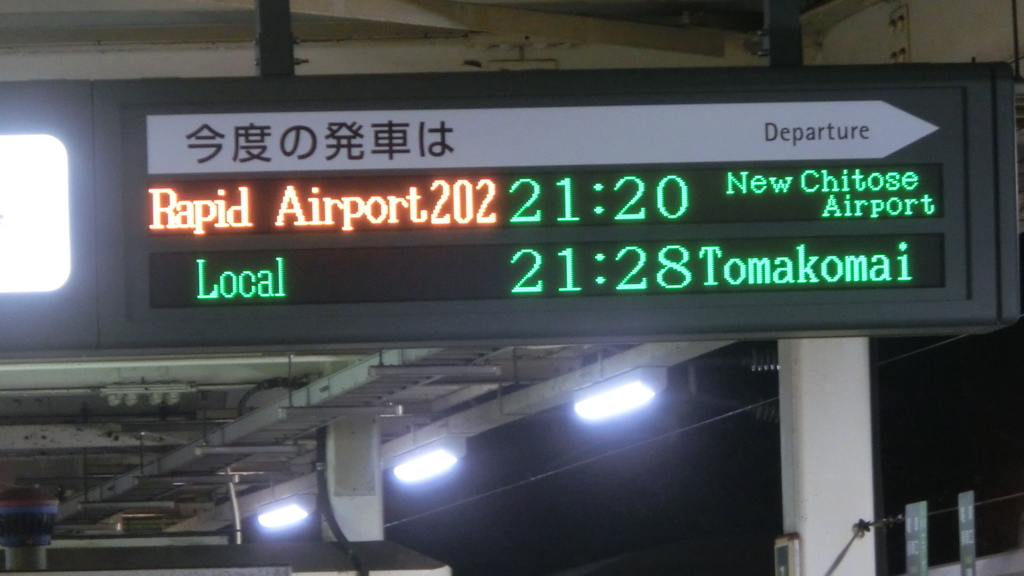 今度の発車は Departure
Rapid Airport202 21:20 New Chitose Airport
Local 21:28 Tomakomai